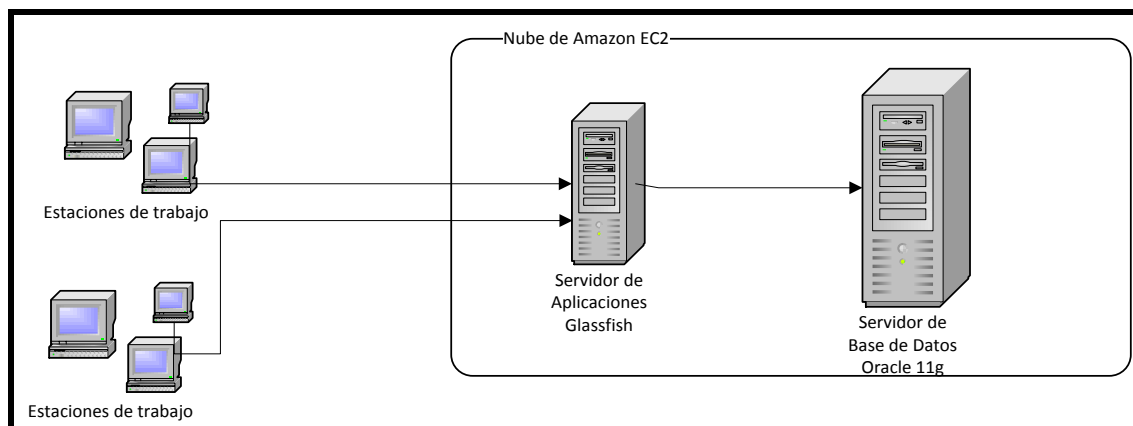 Nube de Amazon EC2
Estaciones de trabajo
Servidor de
Aplicaciones
Glassfish
Servidor de
Base de Datos
Oracle 11g
Estaciones de trabajo